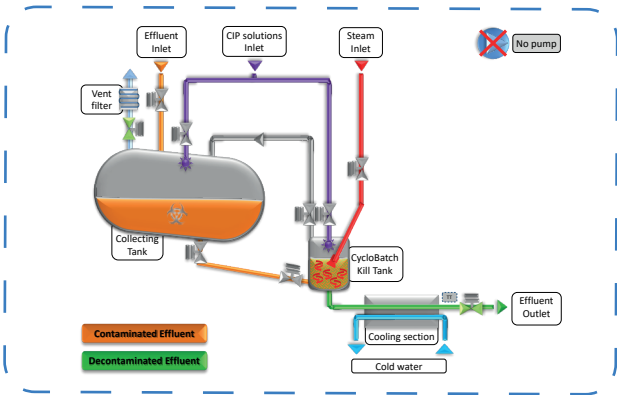 Effluent
Inlet
CIP solutions
Inlet
Steam
Inlet
No pump
Vent
filter
Collecting
Tank
CycloBatch
Kill Tank
TT
Effluent
Outlet
Cooling section
Cold water
Contaminated Effluent
Decontaminated Effluent